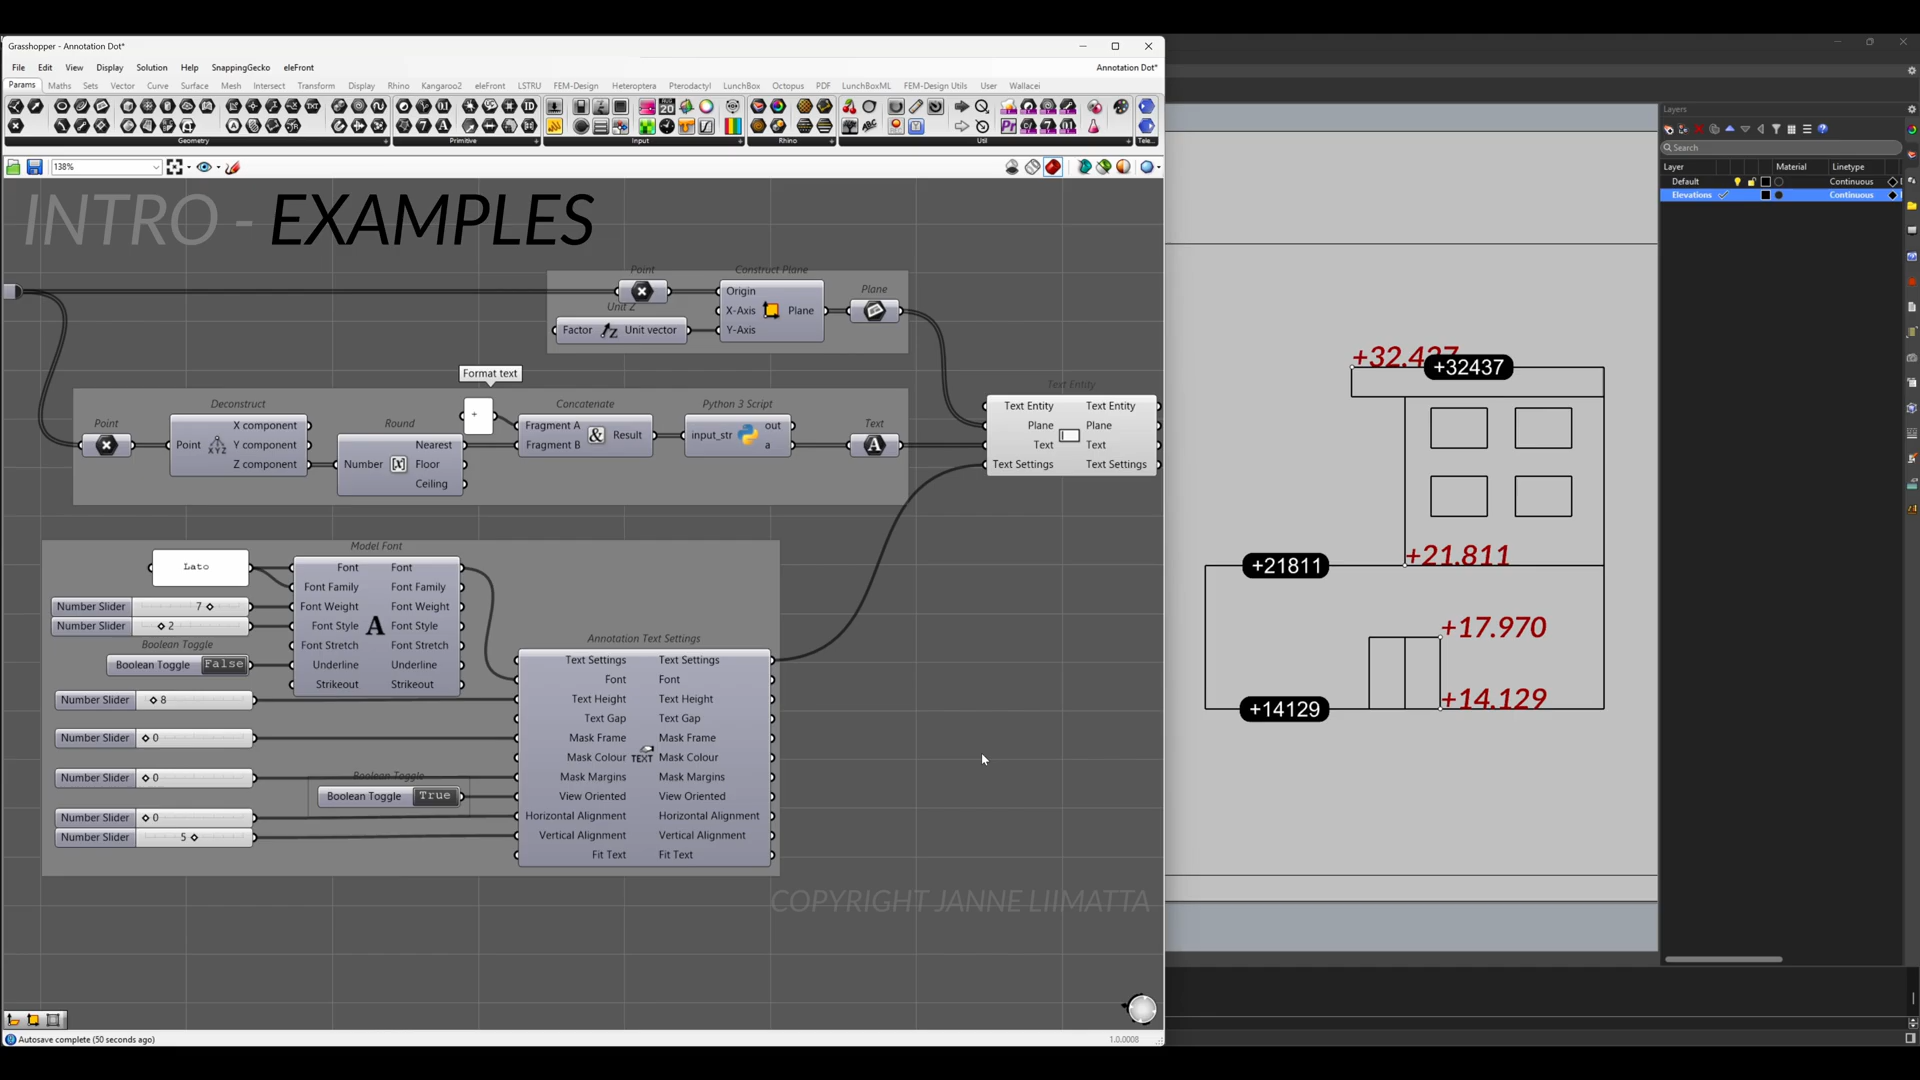 Grasshopper - Annotation Dot*
File Edit View Display Solution Help SnappingGecko eleFront
Annotation Dot*
Params Maths Sets Vector Curve Surface Mesh Intersect Transform Display Rhino Kangaroo2 eleFront LSTRU FEM-Design Heteroptera Pterodactyl LunchBox Octopus PDF LunchBoxML FEM-Design Utils User Wallacei
Geometry Primitive Input Rhino Util Tele...
138%
INTRO - EXAMPLES
Point
Construct Plane
Plane
Origin
X-Axis
Y-Axis
Plane
Unit Z
Factor Unit vector
Format text
+
Point
Deconstruct
Point
X component
Y component
Z component
Round
Number
Nearest
Floor
Ceiling
Concatenate
Fragment A
Fragment B
Result
Python 3 Script
input_str
out
a
Text
Text Entity
Text Entity Text Entity
Plane Plane
Text Text
Text Settings Text Settings
Lato
Model Font
Font Font
Font Family Font Family
Font Weight Font Weight
Font Style Font Style
Font Stretch Font Stretch
Underline Underline
Strikeout Strikeout
Number Slider 7
Number Slider 2
Boolean Toggle
Boolean Toggle False
Number Slider 8
Number Slider 0
Number Slider 0
Boolean Toggle
Boolean Toggle True
Number Slider 0
Number Slider 5
Annotation Text Settings
Text Settings Text Settings
Font Font
Text Height Text Height
Text Gap Text Gap
Mask Frame Mask Frame
TEXT
Mask Colour Mask Colour
Mask Margins Mask Margins
View Oriented View Oriented
Horizontal Alignment Horizontal Alignment
Vertical Alignment Vertical Alignment
Fit Text Fit Text
COPYRIGHT JANNE LIIMATTA
Autosave complete (50 seconds ago)
1.0.0008
+32.437
+32437
+21811
+21.811
+17.970
+14129
+14.129
Layers
Search
Layer Material Linetype
Default Continuous
Elevations Continuous